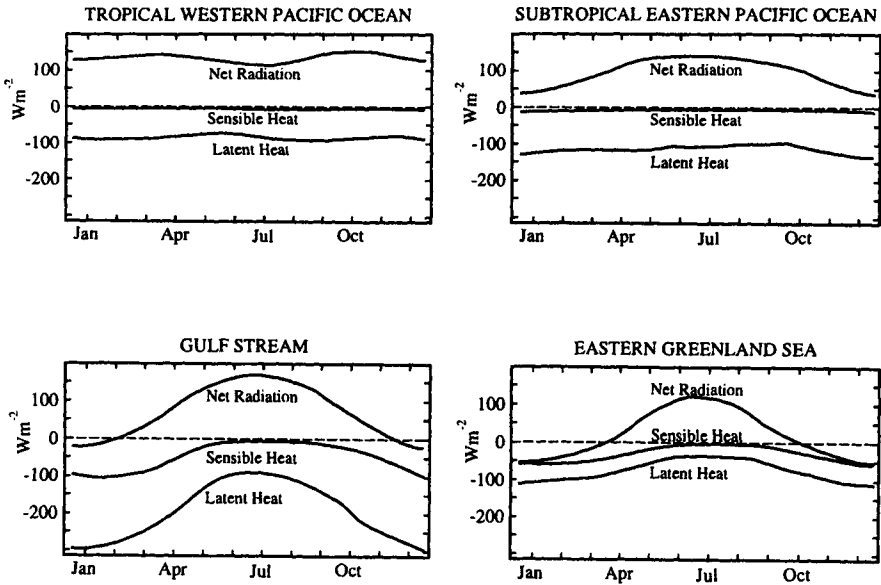 TROPICAL WESTERN PACIFIC OCEAN
Wm-2
100
0
-100
-200
Net Radiation
Sensible Heat
Latent Heat
Jan Apr Jul Oct
SUBTROPICAL EASTERN PACIFIC OCEAN
Wm-2
100
0
-100
-200
Net Radiation
Sensible Heat
Latent Heat
Jan Apr Jul Oct
GULF STREAM
Wm-2
100
0
-100
-200
Net Radiation
Sensible Heat
Latent Heat
Jan Apr Jul Oct
EASTERN GREENLAND SEA
Wm-2
100
0
-100
-200
Net Radiation
Sensible Heat
Latent Heat
Jan Apr Jul Oct